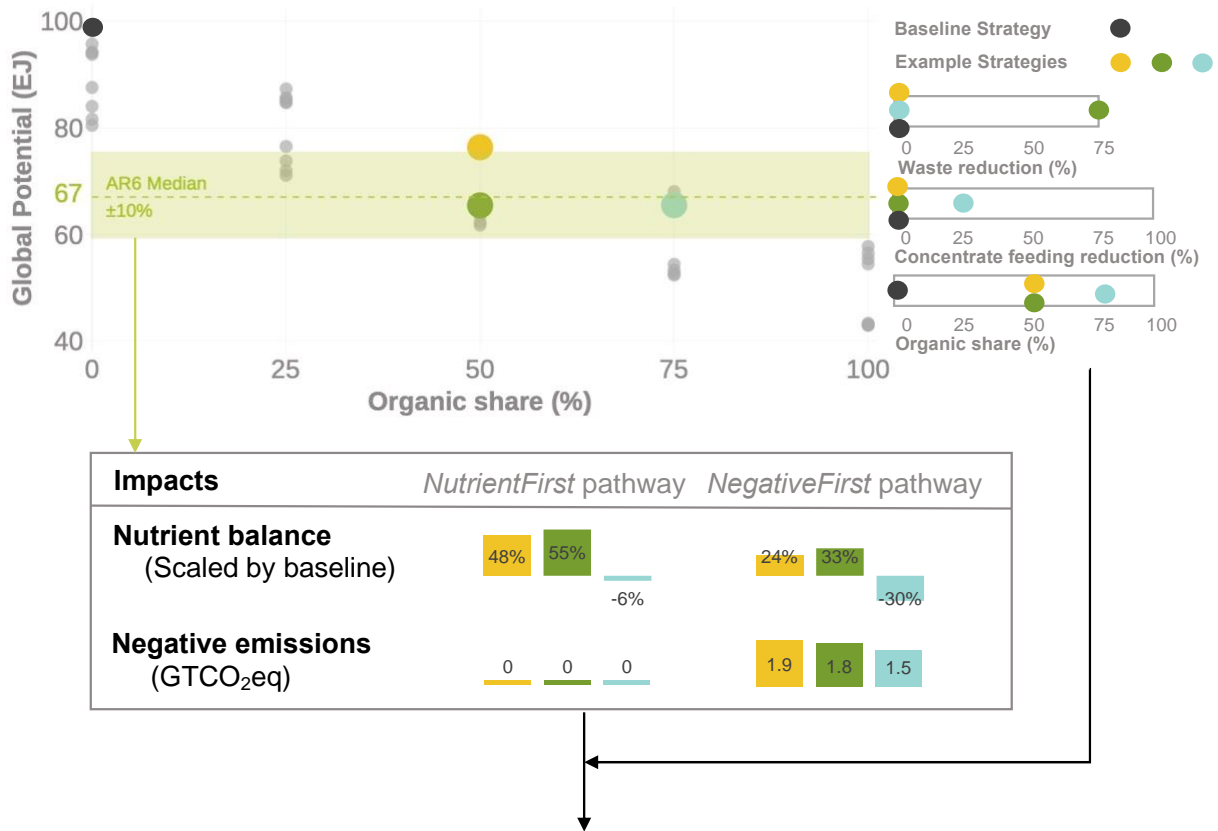 100
80
67
60
40
Global Potential (EJ)
AR6 Median
±10%
0 25 50 75 100
Organic share (%)
Baseline Strategy
Example Strategies
0 25 50 75
Waste reduction (%)
0 25 50 75 100
Concentrate feeding reduction (%)
0 25 50 75 100
Organic share (%)
Impacts NutrientFirst pathway NegativeFirst pathway
Nutrient balance
(Scaled by baseline)
48% 55% -6% 24% 33% -30%
Negative emissions
(GTCO₂eq)
0 0 0 1.9 1.8 1.5